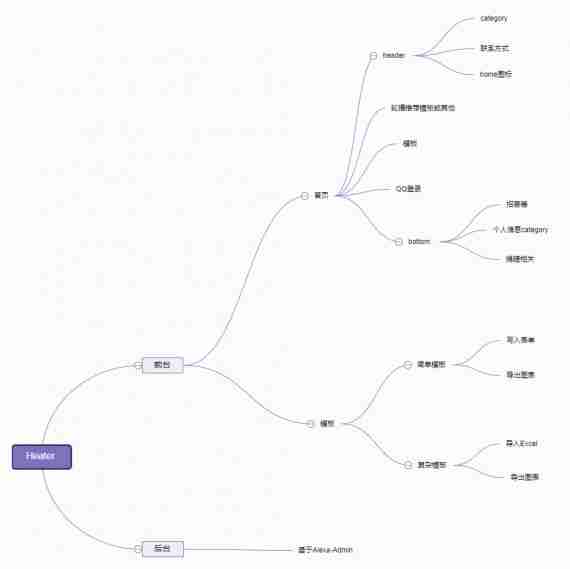 category
联系方式
header
home图标
轮播推荐模板或其他
模板
首页
QQ登录
招募等
个人信息category
bottom
捐赠相关
写入表单
前台
简单模板
导出图表
模板
导入Excel
Heater
复杂模板
导出图表
后台
基于Alexa-Admin